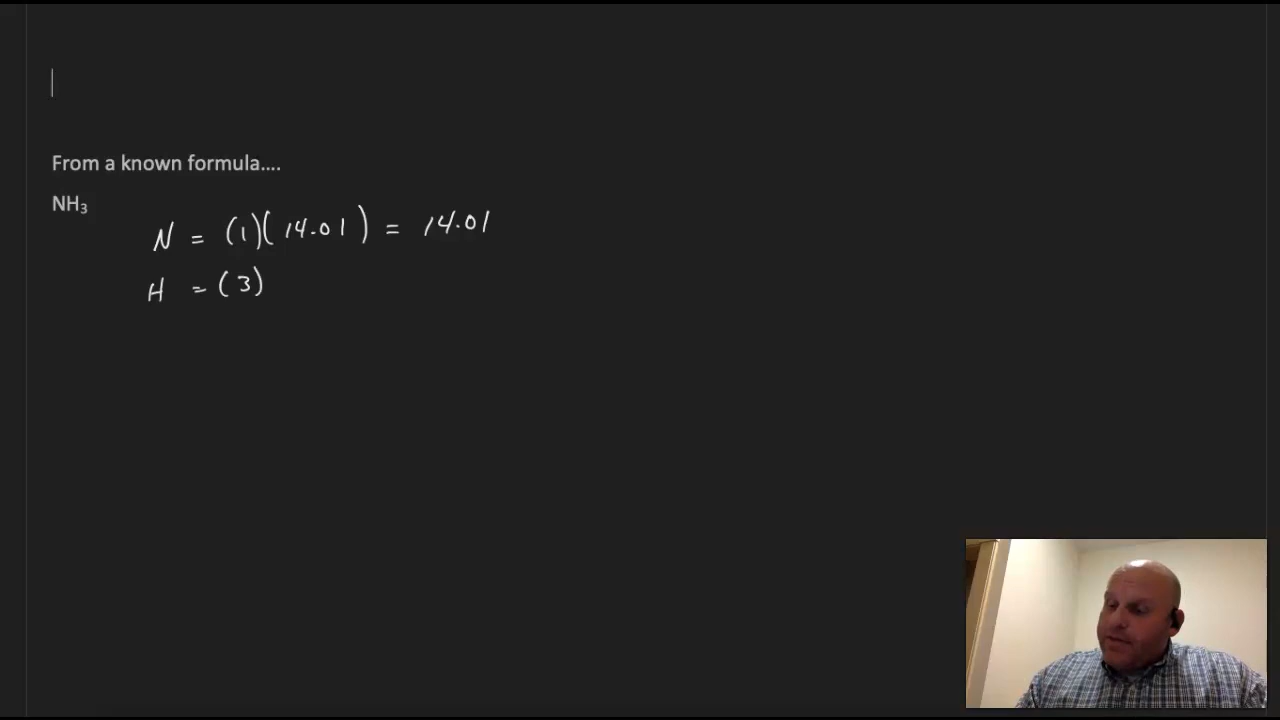 From a known formula....
NH₃
N = (1)(14.01) = 14.01
H = (3)